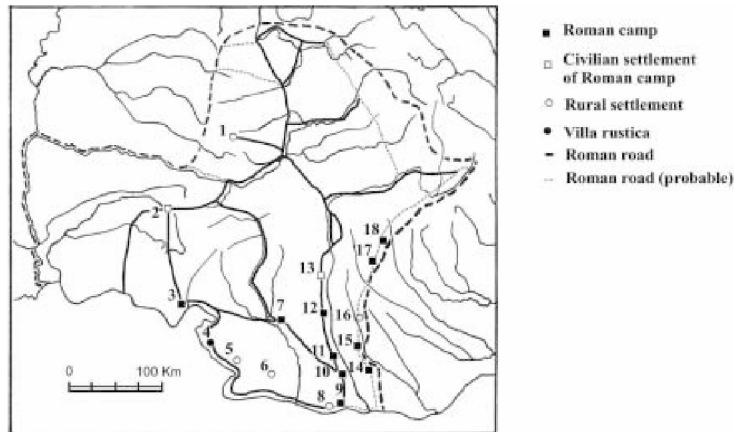 1
2
3
4
5
6
7
8
9
10
11
12
13
14
15
16
17
18
0 100 Km
Roman camp
Civilian settlement
of Roman camp
Rural settlement
Villa rustica
Roman road
Roman road (probable)